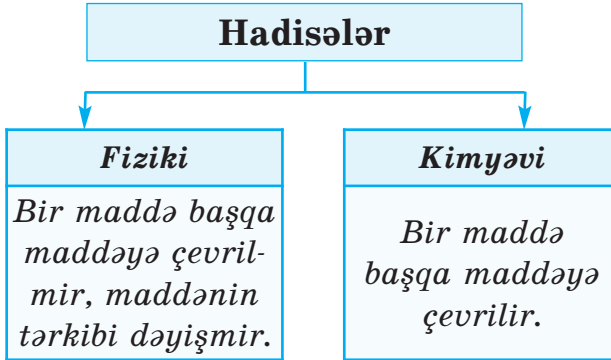 Hadisələr
Fiziki
Bir maddə başqa
maddəyə çevril-
mir, maddənin
tərkibi dəyişmir.
Kimyəvi
Bir maddə
başqa maddəyə
çevrilir.